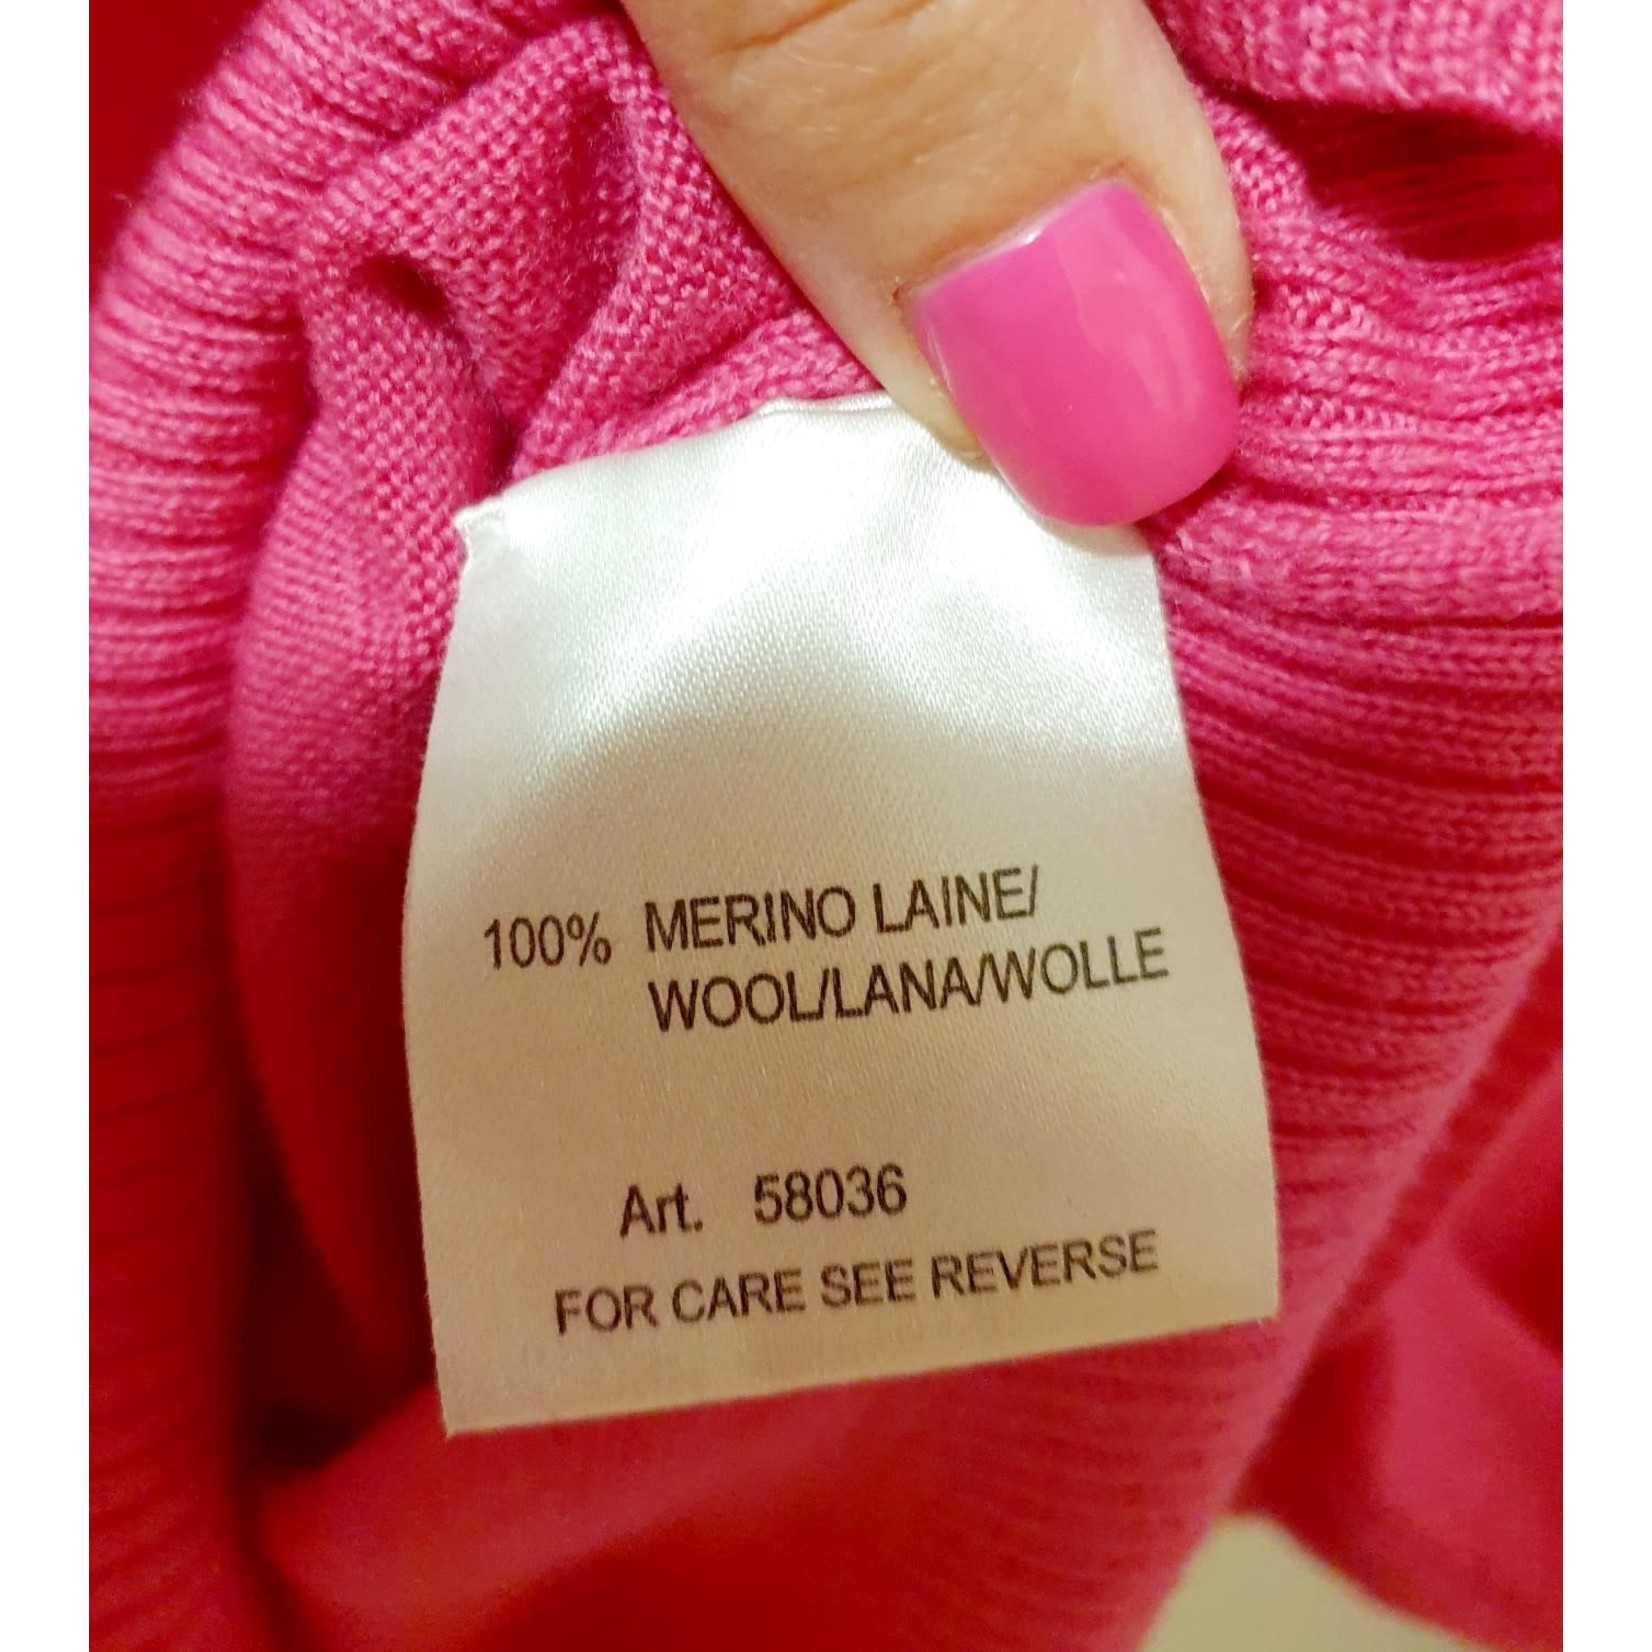 100% MERINO LAINE/
WOOL/LANA/WOLLE
Art. 58036
FOR CARE SEE REVERSE